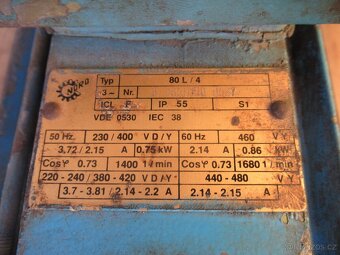 NORD
Typ 80 L / 4
3 ~ Nr.
ICL F IP 55 S1
VDE 0530 IEC 38
50 Hz 230 / 400 V D / Y 60 Hz 460 V Y
3.72 / 2.15 A 0.75 kW 2.14 A 0.86 kW
Cosφ 0.73 1400 1 / min Cosφ 0.73 1680 1 / min
220 - 240 / 380 - 420 V D / Y 440 - 480 V Y
3.7 - 3.81 / 2.14 - 2.2 A 2.14 - 2.15 A